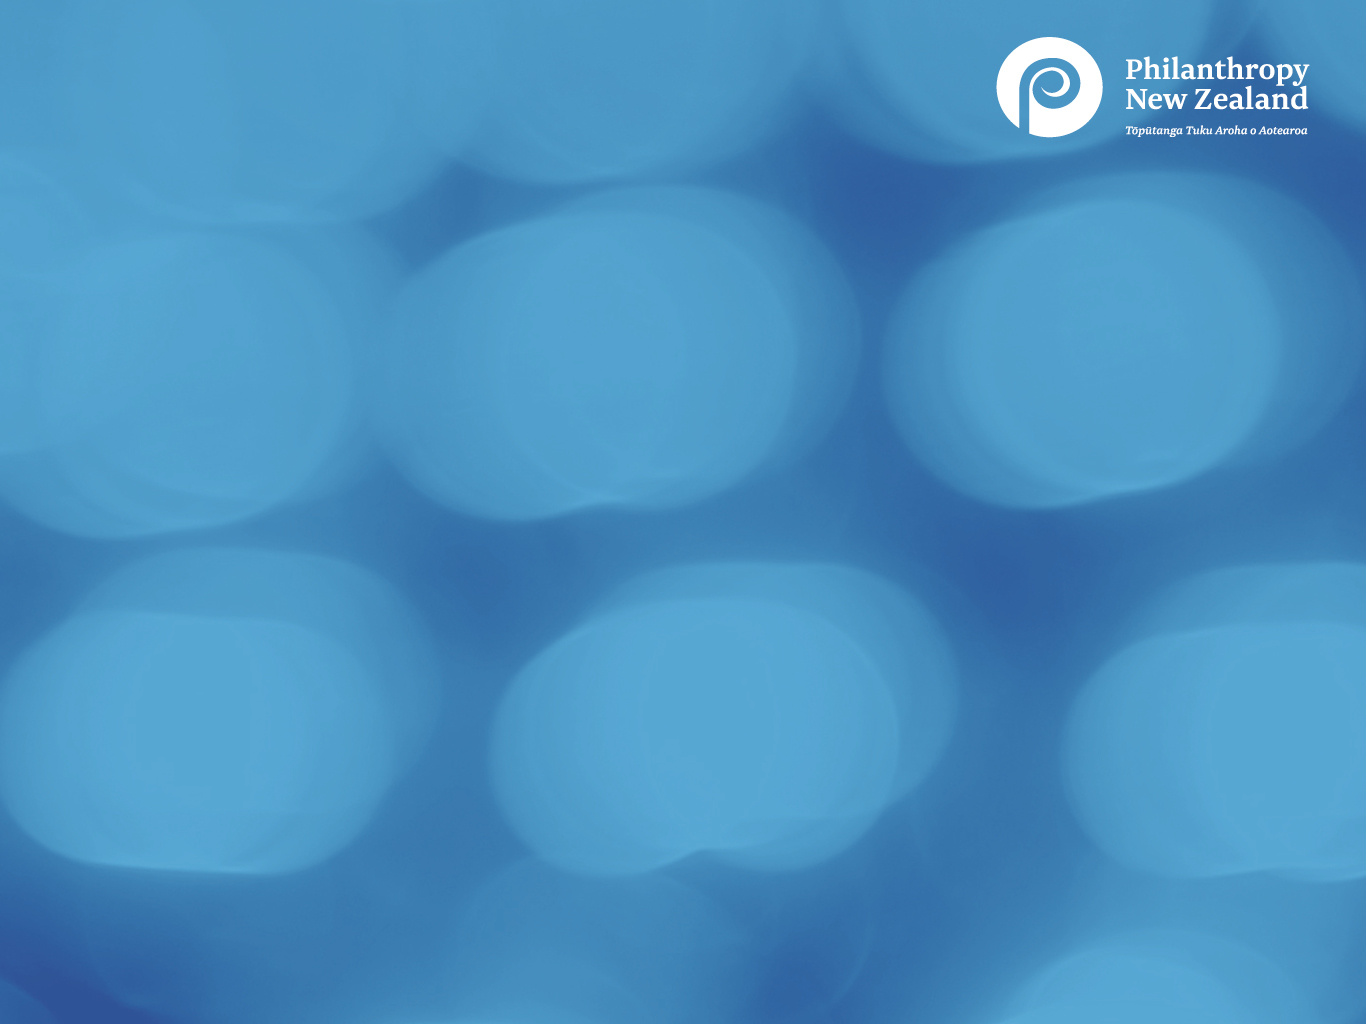 Philanthropy
New Zealand
Tōpūtanga Tuku Aroha o Aotearoa